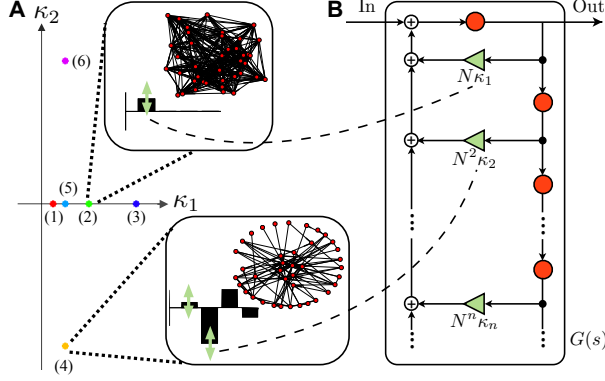 A
κ₂
(6)
(5)
κ₁
(1)
(2)
(3)
(4)
B
In
Out
Nκ₁
N²κ₂
Nⁿκₙ
G(s)